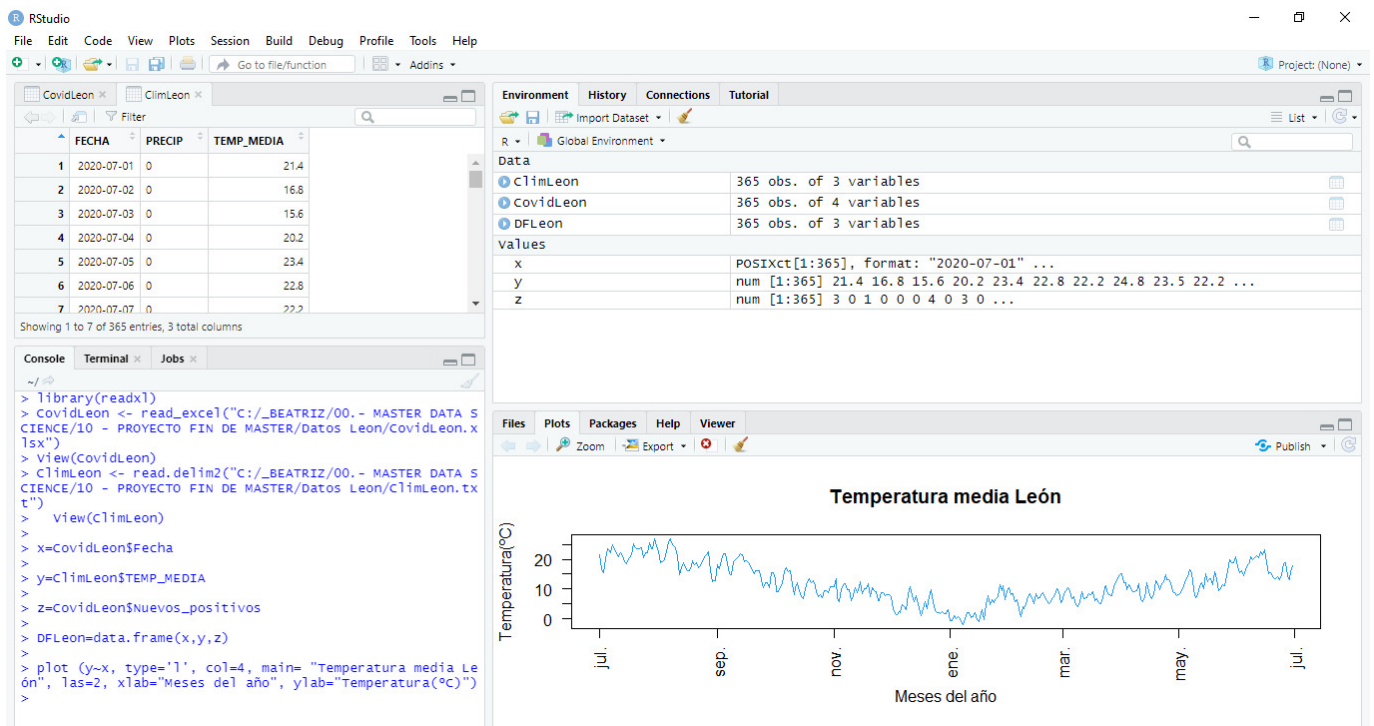 RStudio
File Edit Code View Plots Session Build Debug Profile Tools Help
Go to file/function Addins Project: (None)
CovidLeon ClimLeon
Filter
FECHA PRECIP TEMP_MEDIA
1 2020-07-01 0 21.4
2 2020-07-02 0 16.8
3 2020-07-03 0 15.6
4 2020-07-04 0 20.2
5 2020-07-05 0 23.4
6 2020-07-06 0 22.8
7 2020-07-07 0 22.2
Showing 1 to 7 of 365 entries, 3 total columns
Console Terminal Jobs
~/
> library(readxl)
> CovidLeon <- read_excel("C:/_BEATRIZ/00.- MASTER DATA S
CIENCE/10 - PROYECTO FIN DE MASTER/Datos Leon/CovidLeon.x
lsx")
> View(CovidLeon)
> ClimLeon <- read.delim2("C:/_BEATRIZ/00.- MASTER DATA S
CIENCE/10 - PROYECTO FIN DE MASTER/Datos Leon/ClimLeon.tx
t")
>   View(ClimLeon)
>
> x=CovidLeon$Fecha
>
> y=ClimLeon$TEMP_MEDIA
>
> z=CovidLeon$Nuevos_positivos
>
> DFLeon=data.frame(x,y,z)
>
> plot (y~x, type='l', col=4, main= "Temperatura media Le
ón", las=2, xlab="Meses del año", ylab="Temperatura(ºC)")
>
Environment History Connections Tutorial
Import Dataset List
R Global Environment
Data
ClimLeon 365 obs. of 3 variables
CovidLeon 365 obs. of 4 variables
DFLeon 365 obs. of 3 variables
Values
x POSIXct[1:365], format: "2020-07-01" ...
y num [1:365] 21.4 16.8 15.6 20.2 23.4 22.8 22.2 24.8 23.5 22.2 ...
z num [1:365] 3 0 1 0 0 0 4 0 3 0 ...
Files Plots Packages Help Viewer
Zoom Export Publish
Temperatura media León
Temperatura(ºC)
20
10
0
jul. sep. nov. ene. mar. may. jul.
Meses del año